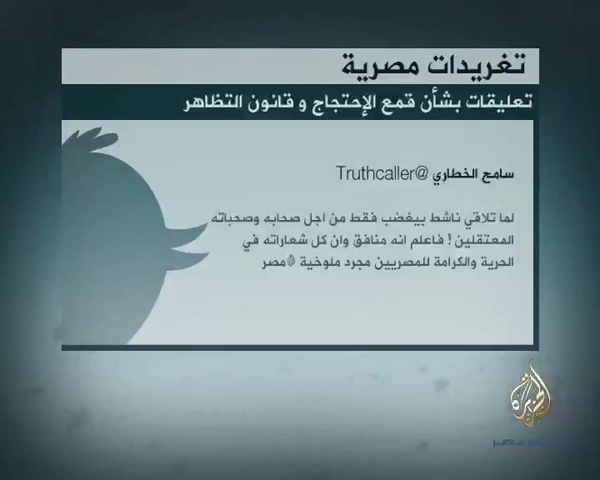 تغريدات مصرية
تعليقات بشأن قمع الإحتجاج و قانون التظاهر
سامح الخطاري @Truthcaller
لما تلاقي ناشط بيغضب فقط من اجل صحابه وصحباته
المعتقلين ! فاعلم انه منافق وان كل شعاراته في
الحرية والكرامة للمصريين مجرد ملوخية #مصر
الجزيرة
مصر